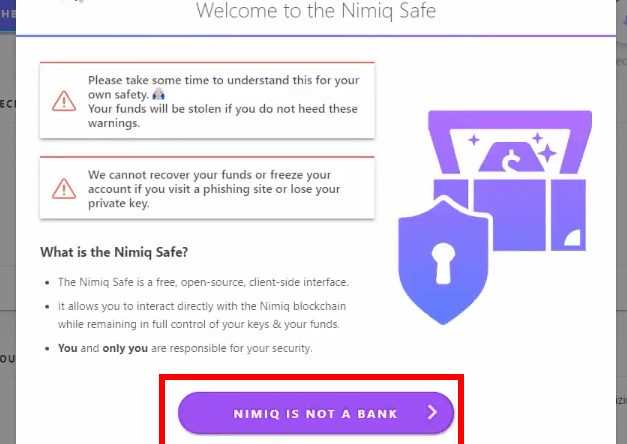 Welcome to the Nimiq Safe
Please take some time to understand this for your
own safety.
Your funds will be stolen if you do not heed these
warnings.
We cannot recover your funds or freeze your
account if you visit a phishing site or lose your
private key.
What is the Nimiq Safe?
• The Nimiq Safe is a free, open-source, client-side interface.
• It allows you to interact directly with the Nimiq blockchain
while remaining in full control of your keys & your funds.
• You and only you are responsible for your security.
NIMIQ IS NOT A BANK